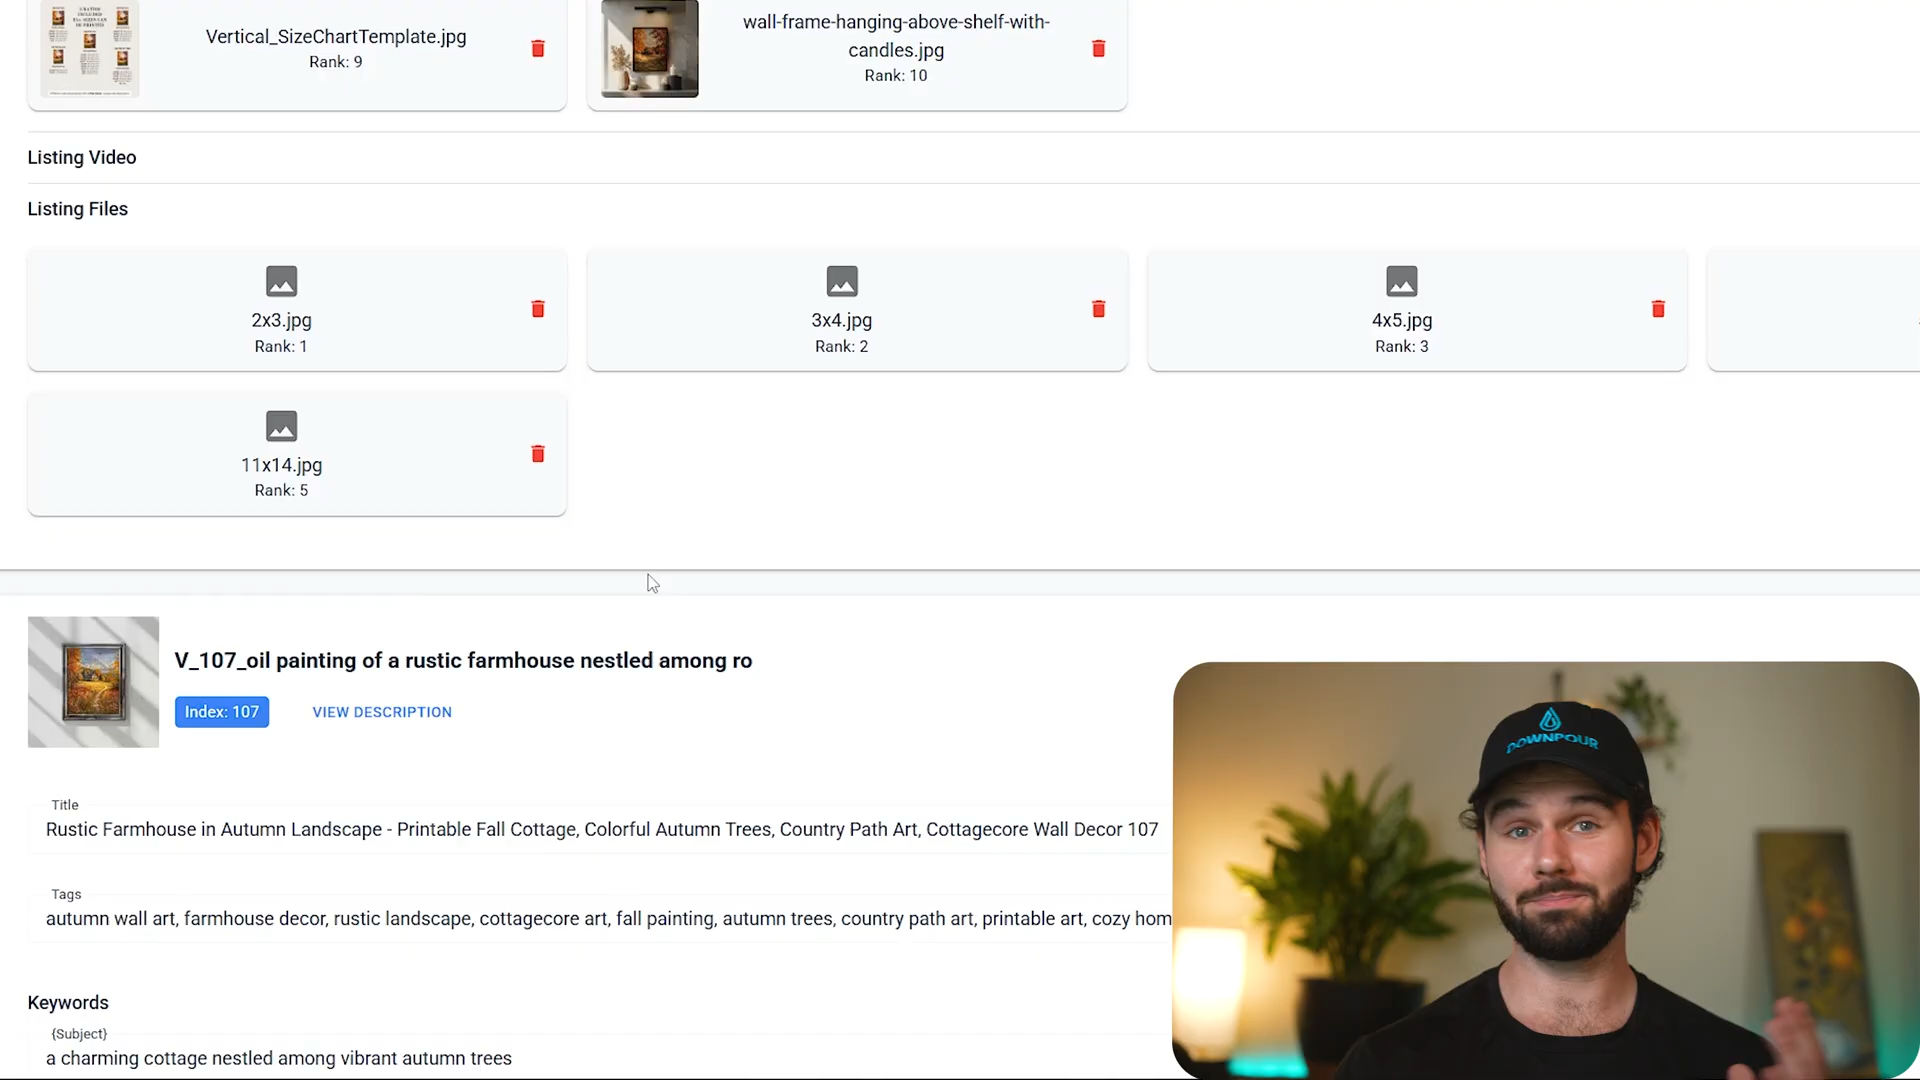 Vertical_SizeChartTemplate.jpg
Rank: 9
wall-frame-hanging-above-shelf-with-
candles.jpg
Rank: 10
Listing Video
Listing Files
2x3.jpg
Rank: 1
3x4.jpg
Rank: 2
4x5.jpg
Rank: 3
11x14.jpg
Rank: 5
V_107_oil painting of a rustic farmhouse nestled among ro
Index: 107
VIEW DESCRIPTION
Title
Rustic Farmhouse in Autumn Landscape - Printable Fall Cottage, Colorful Autumn Trees, Country Path Art, Cottagecore Wall Decor 107
Tags
autumn wall art, farmhouse decor, rustic landscape, cottagecore art, fall painting, autumn trees, country path art, printable art, cozy hom
Keywords
{Subject}
a charming cottage nestled among vibrant autumn trees
DOWNPOUR